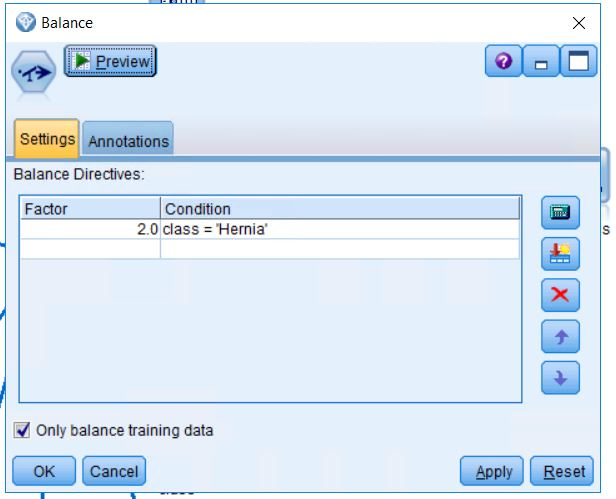 Balance
Preview
?
Settings Annotations
Balance Directives:
Factor Condition
2.0 class = 'Hernia'
s
Only balance training data
OK Cancel Apply Reset